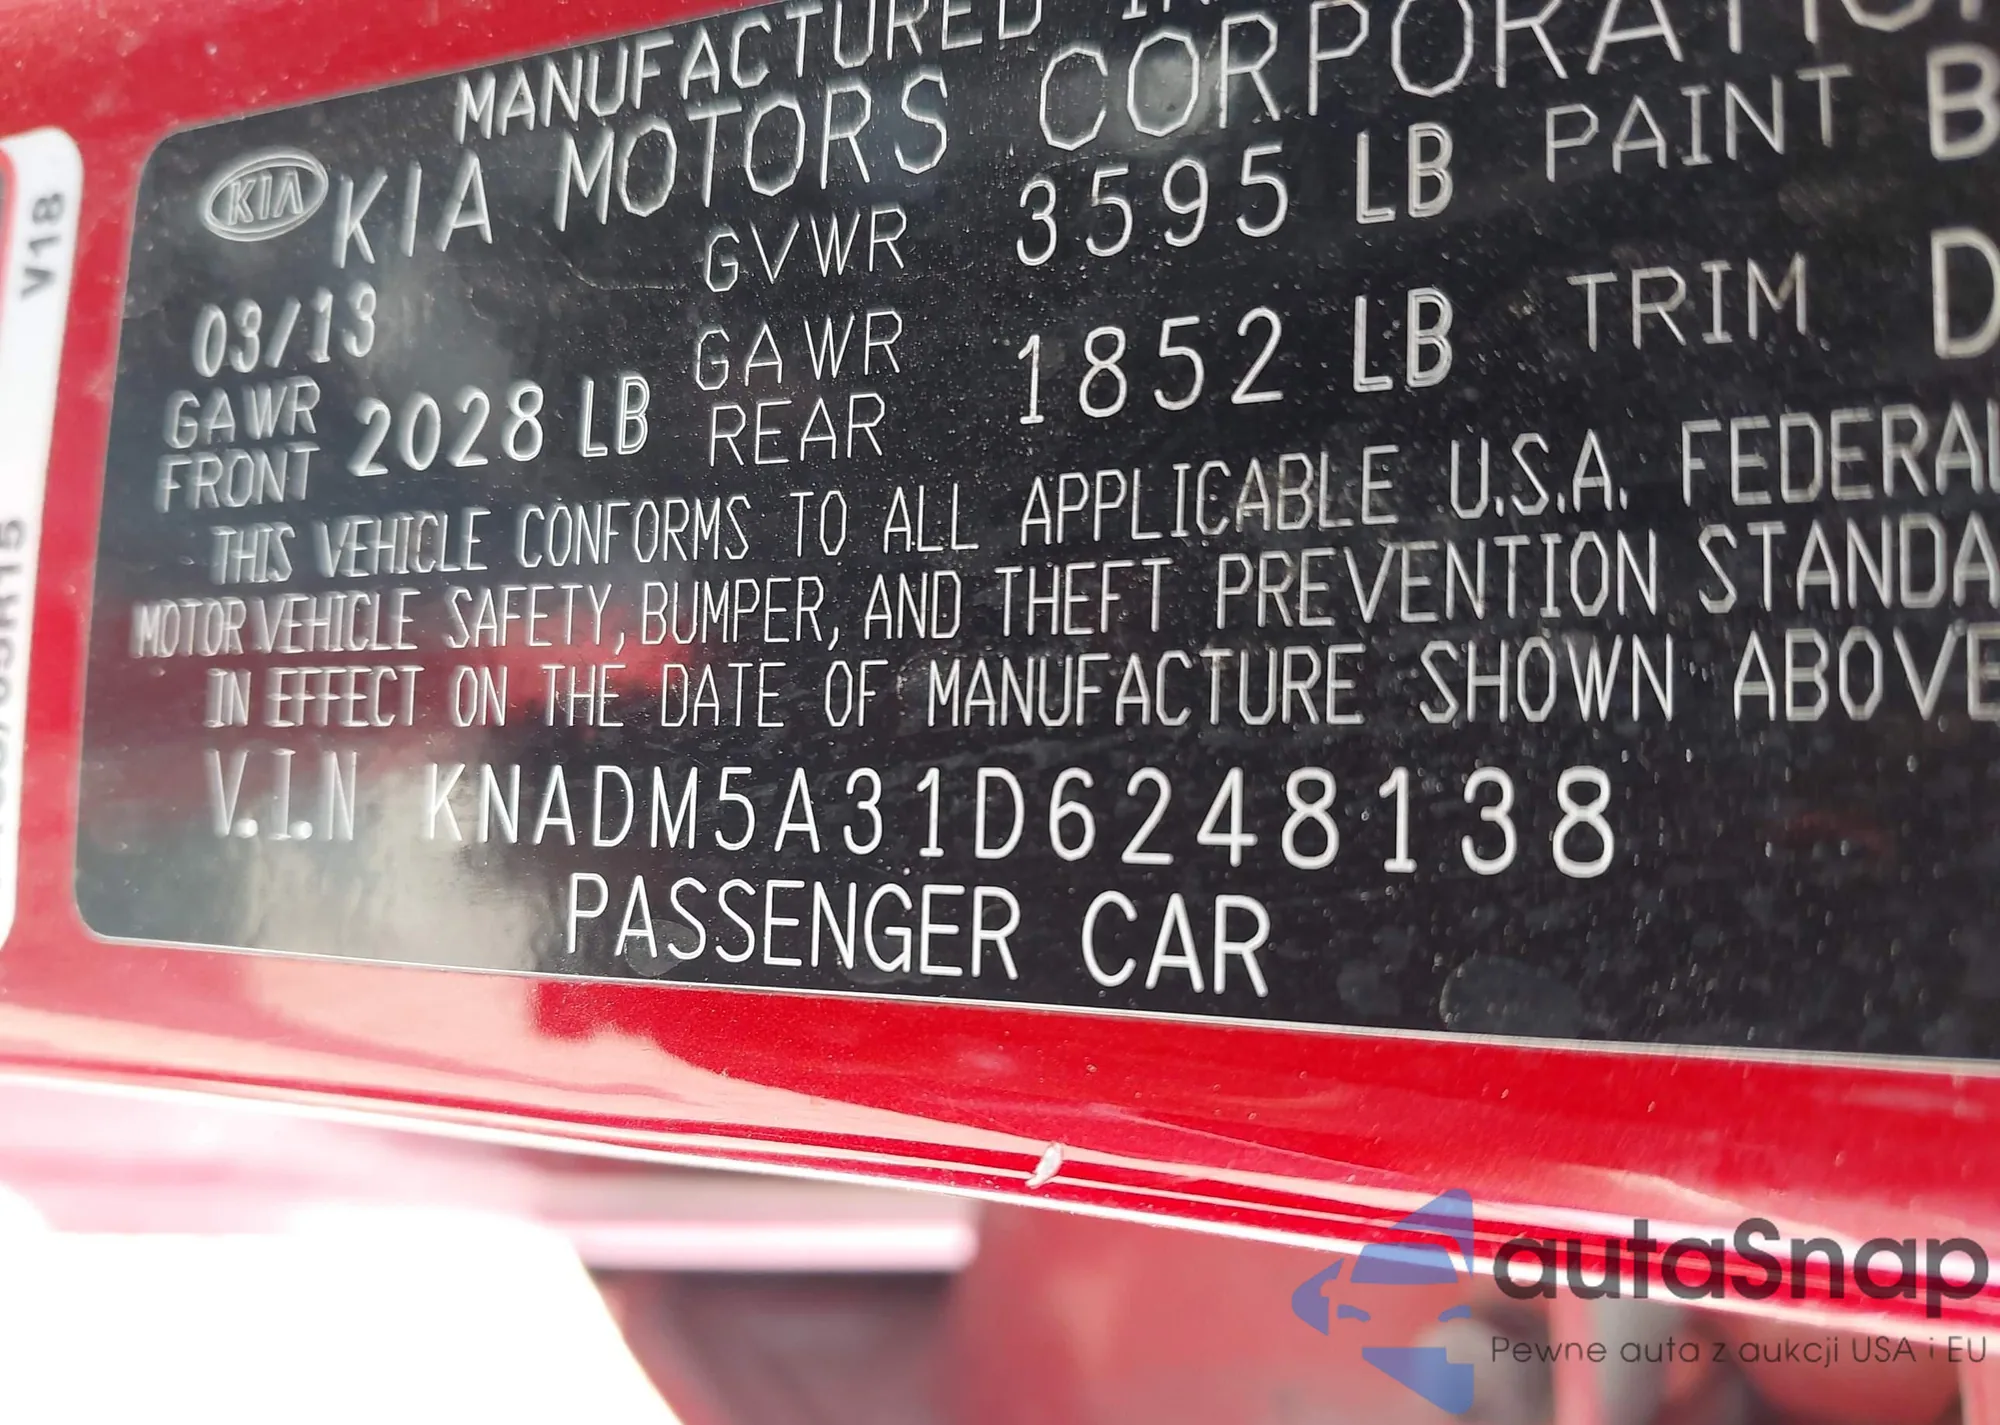 MANUFACTURED
KIA KIA MOTORS CORPORATION
03/13 GVWR 3595 LB PAINT B
GAWR FRONT 2028 LB GAWR REAR 1852 LB TRIM D
THIS VEHICLE CONFORMS TO ALL APPLICABLE U.S.A. FEDERAL
MOTOR VEHICLE SAFETY, BUMPER, AND THEFT PREVENTION STANDA
IN EFFECT ON THE DATE OF MANUFACTURE SHOWN ABOVE
V.I.N KNADM5A31D6248138
PASSENGER CAR
V18
autaSnap
Pewne auta z aukcji USA i EU